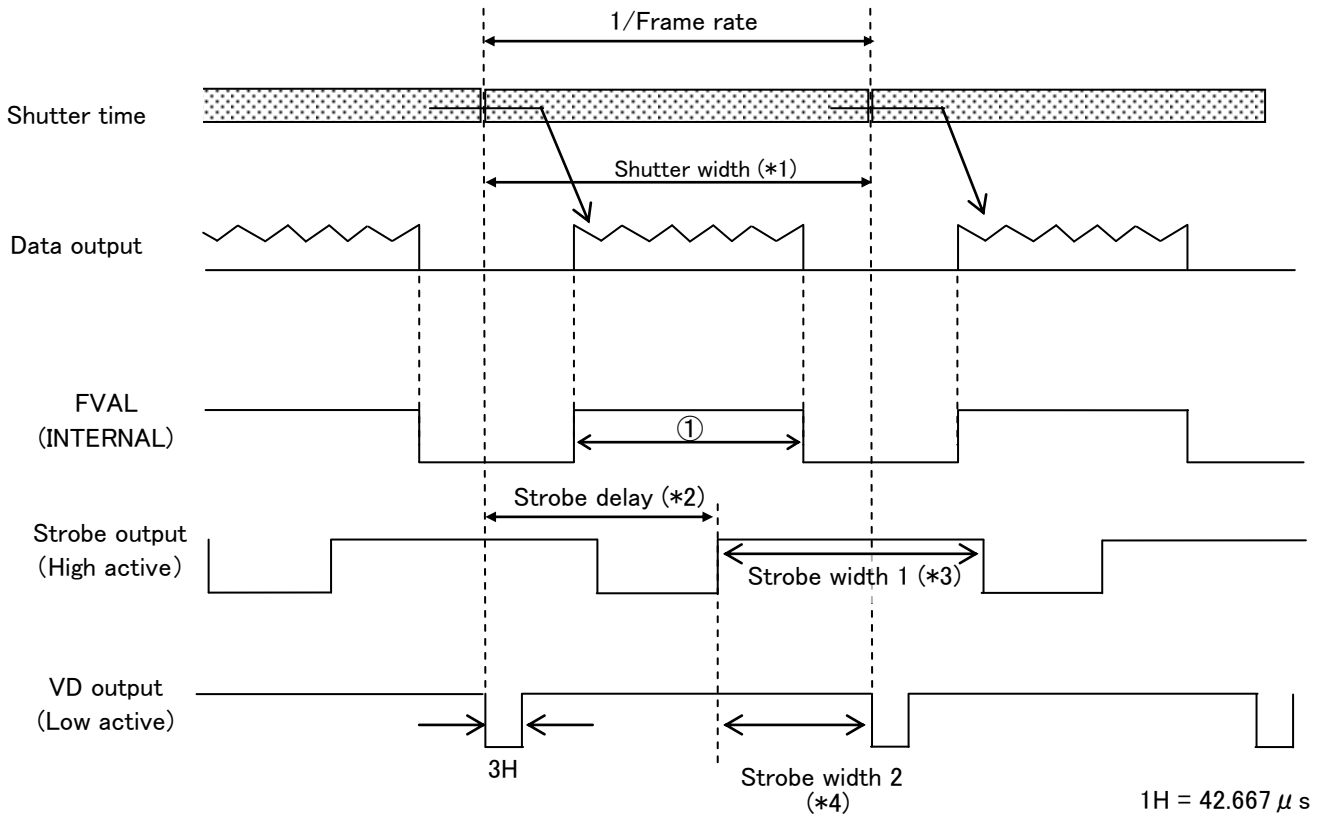 1/Frame rate
Shutter time
Shutter width (*1)
Data output
FVAL
(INTERNAL)
①
Strobe delay (*2)
Strobe output
(High active)
Strobe width 1 (*3)
VD output
(Low active)
3H
Strobe width 2
(*4)
1H = 42.667 μ s